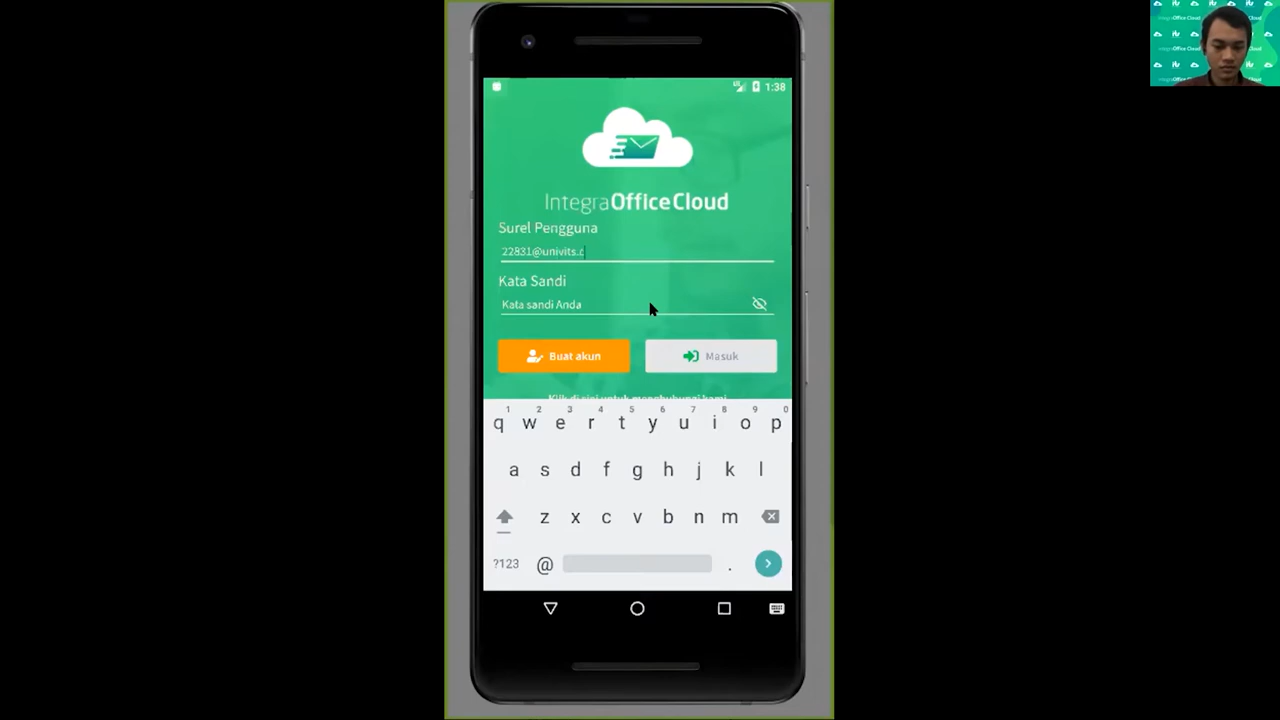 1:38
IntegraOfficeCloud
Surel Pengguna
22831@univits.c
Kata Sandi
Kata sandi Anda
Buat akun
Masuk
Klik di sini untuk menghubungi kami
1 2 3 4 5 6 7 8 9 0
q w e r t y u i o p
a s d f g h j k l
z x c v b n m
?123 @ .